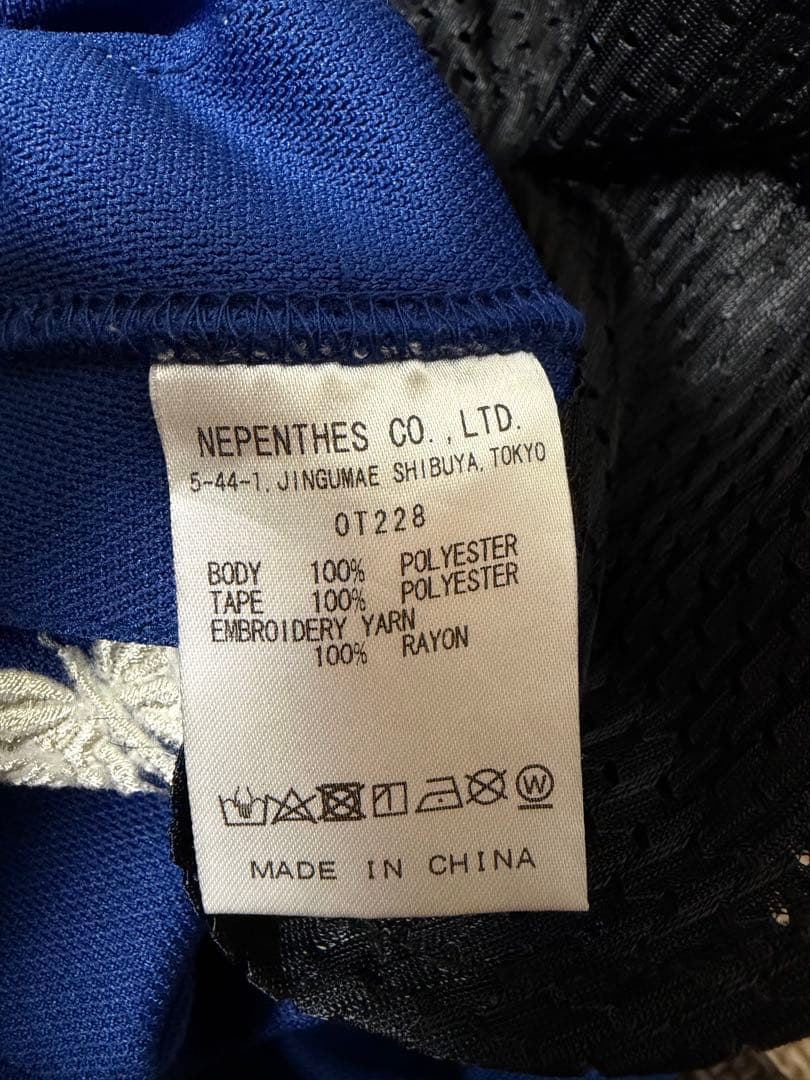 NEPENTHES CO.,LTD.
5-44-1, JINGUMAE SHIBUYA, TOKYO
OT228
BODY 100% POLYESTER
TAPE 100% POLYESTER
EMBROIDERY YARN
100% RAYON
W
MADE IN CHINA